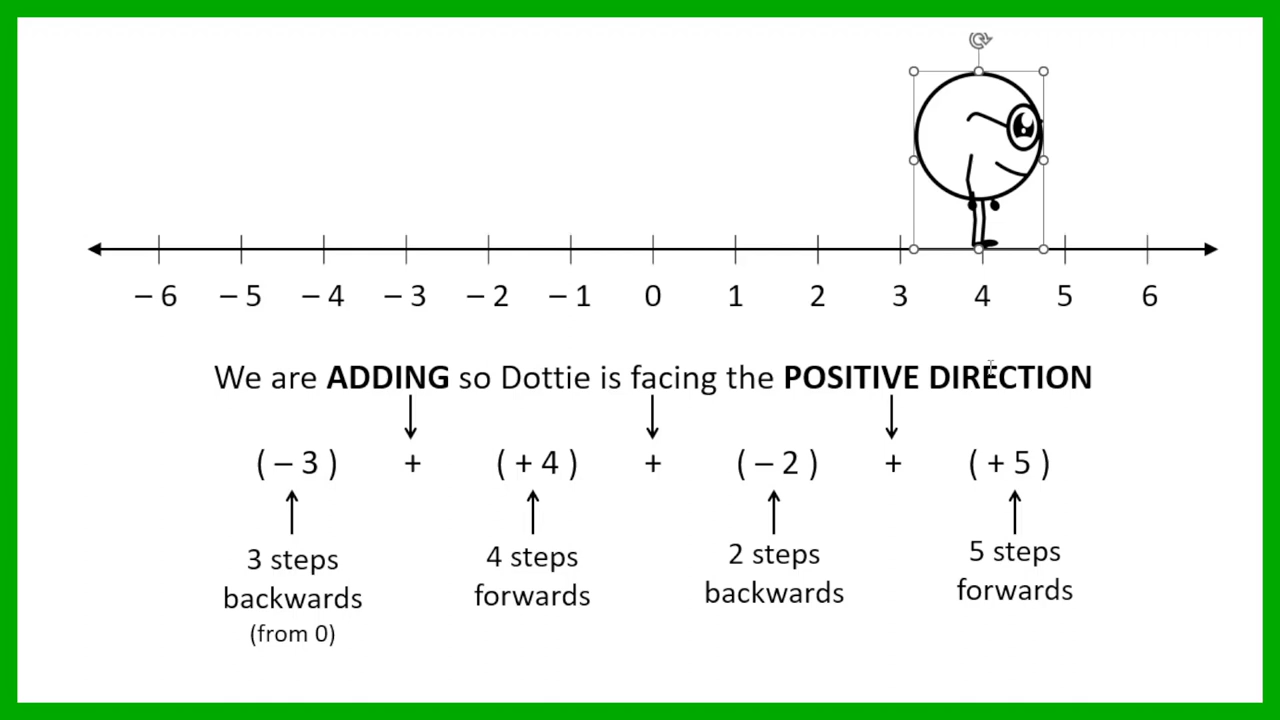 – 6 – 5 – 4 – 3 – 2 – 1 0 1 2 3 4 5 6
We are ADDING so Dottie is facing the POSITIVE DIRECTION
( – 3 ) + ( + 4 ) + ( – 2 ) + ( + 5 )
3 steps 4 steps 2 steps 5 steps
backwards forwards backwards forwards
(from 0)